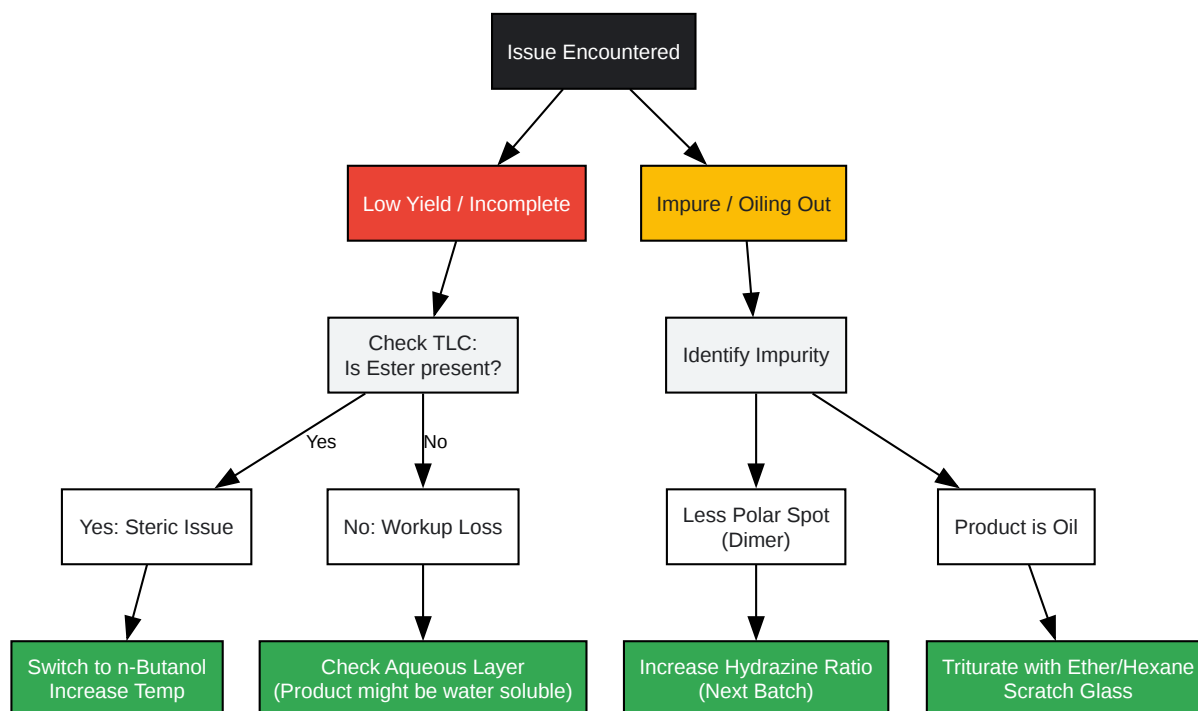 Issue Encountered
Low Yield / Incomplete
Impure / Oiling Out
Check TLC:
Is Ester present?
Identify Impurity
Yes
No
Yes: Steric Issue
No: Workup Loss
Less Polar Spot
(Dimer)
Product is Oil
Switch to n-Butanol
Increase Temp
Check Aqueous Layer
(Product might be water soluble)
Increase Hydrazine Ratio
(Next Batch)
Triturate with Ether/Hexane
Scratch Glass